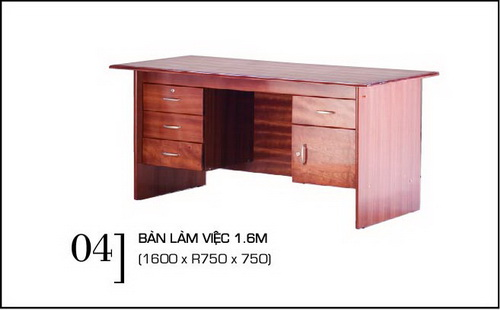 04]
BÀN LÀM VIỆC 1.6M
(1600 x R750 x 750)